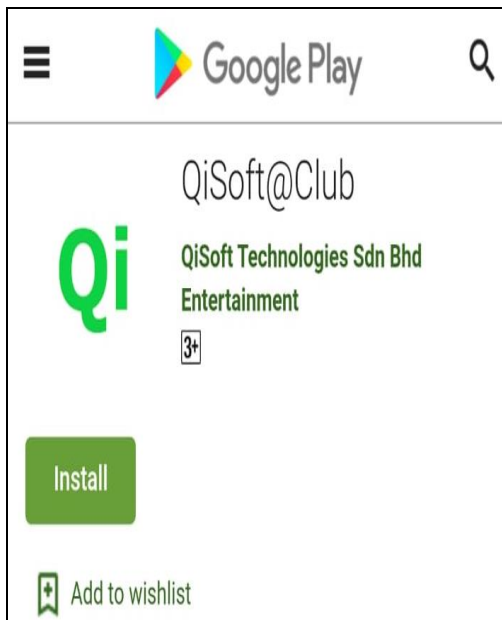 Google Play
QiSoft@Club
Qi
QiSoft Technologies Sdn Bhd
Entertainment
3+
Install
Add to wishlist